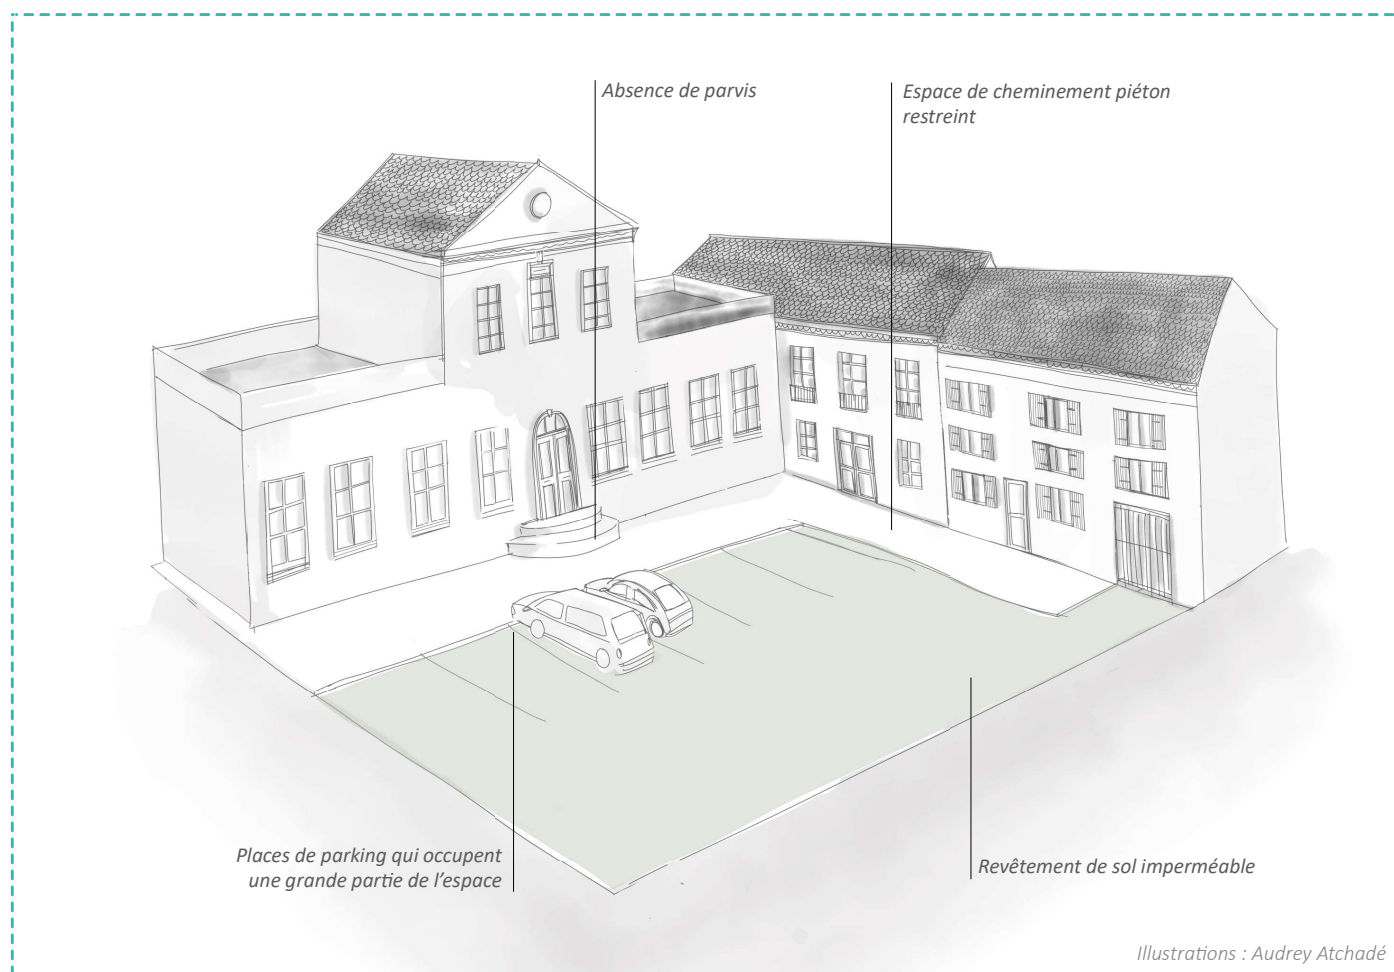 Absence de parvis
Espace de cheminement piéton
restreint
Places de parking qui occupent
une grande partie de l’espace
Revêtement de sol imperméable
Illustrations : Audrey Atchadé